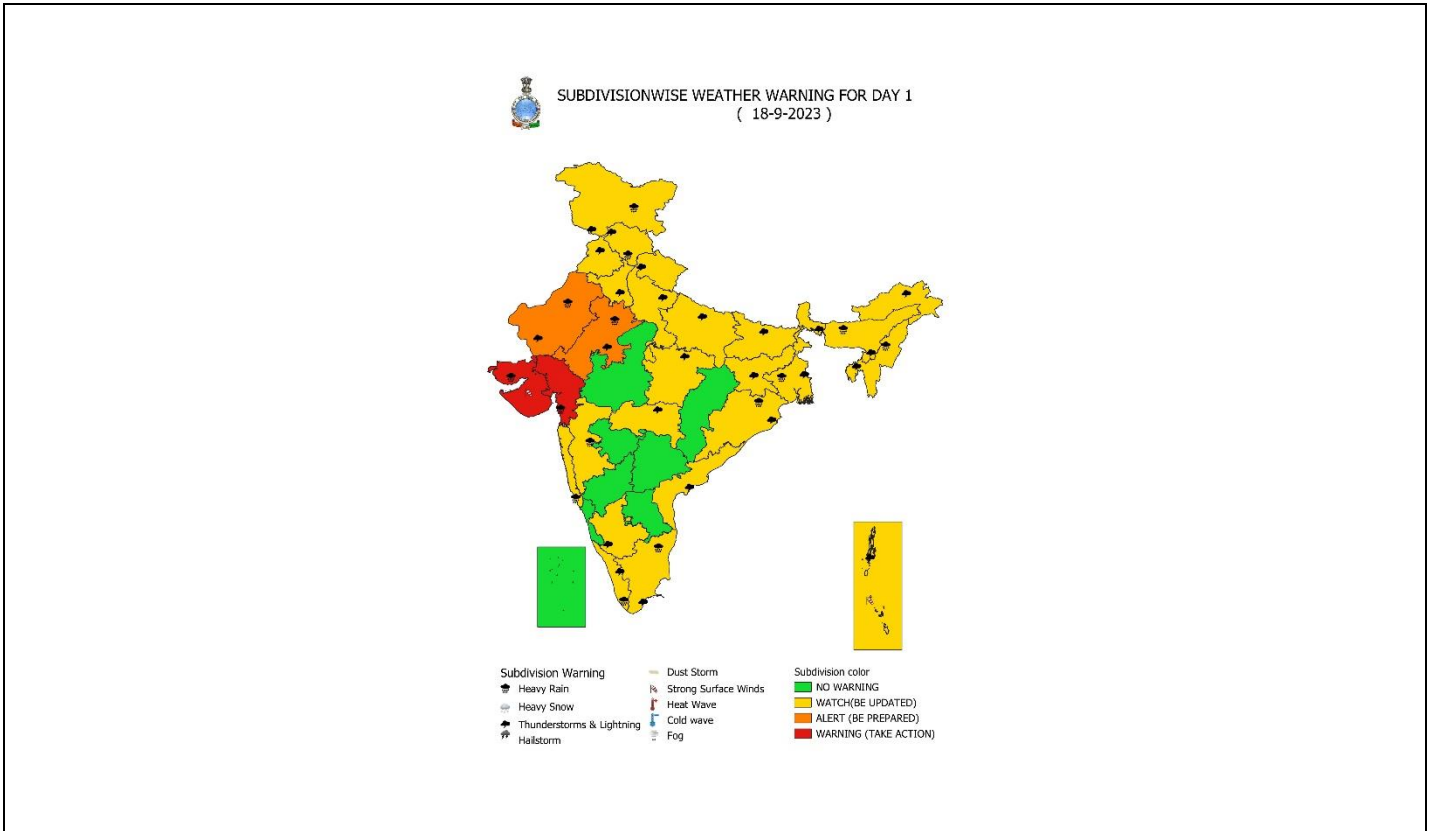 SUBDIVISIONWISE WEATHER WARNING FOR DAY 1
( 18-9-2023 )
Subdivision Warning
Heavy Rain
Heavy Snow
Thunderstorms & Lightning
Hailstorm
Dust Storm
Strong Surface Winds
Heat Wave
Cold wave
Fog
Subdivision color
NO WARNING
WATCH(BE UPDATED)
ALERT (BE PREPARED)
WARNING (TAKE ACTION)